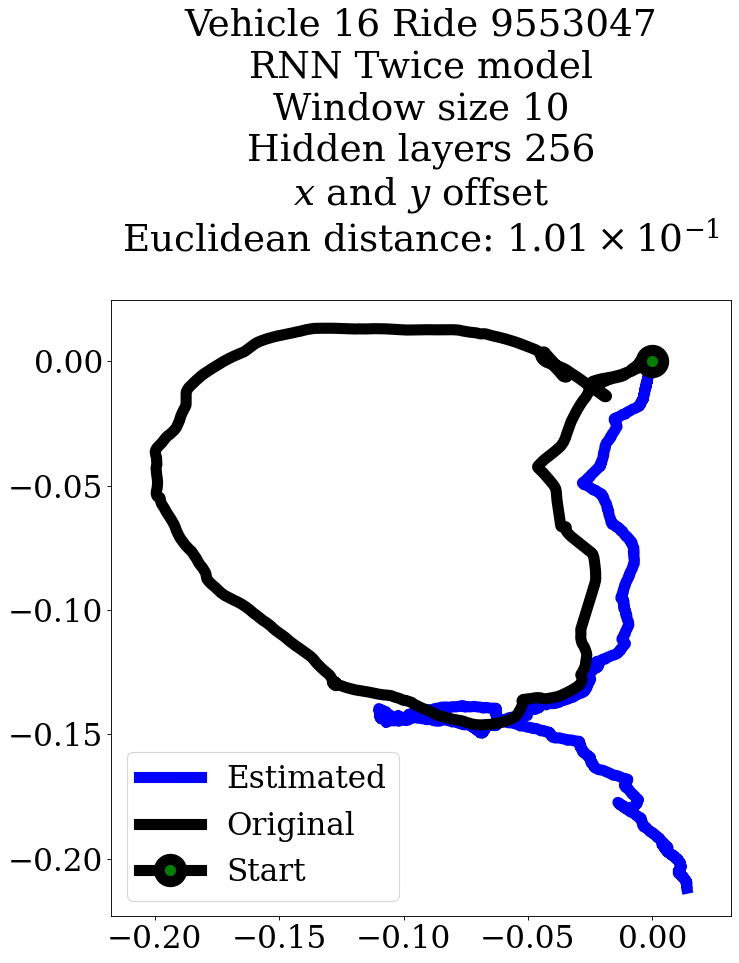 Vehicle 16 Ride 9553047
RNN Twice model
Window size 10
Hidden layers 256
x and y offset
Euclidean distance: 1.01 × 10⁻¹
0.00
−0.05
−0.10
−0.15
−0.20
Estimated
Original
Start
−0.20 −0.15 −0.10 −0.05 0.00